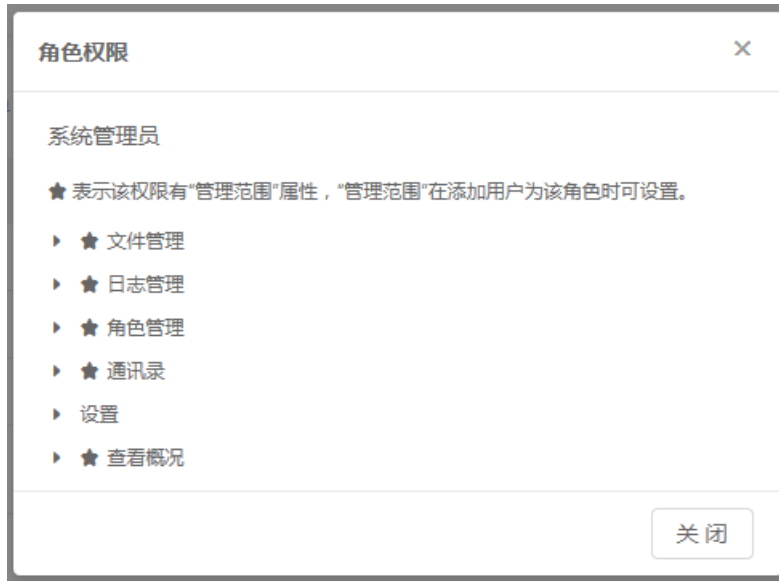 角色权限
系统管理员
★ 表示该权限有“管理范围”属性，“管理范围”在添加用户为该角色时可设置。
★ 文件管理
★ 日志管理
★ 角色管理
★ 通讯录
设置
★ 查看概况
关 闭